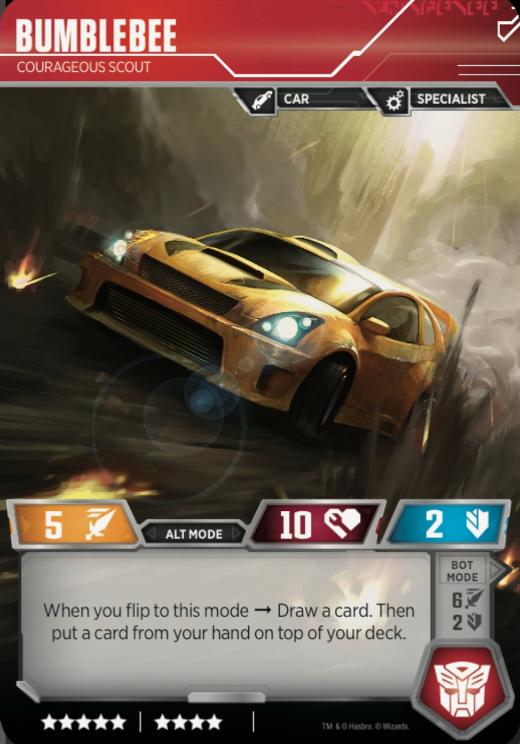 BUMBLEBEE
COURAGEOUS SCOUT
CAR
SPECIALIST
5
ALT MODE
10
2
BOT
MODE
6
2
When you flip to this mode → Draw a card. Then
put a card from your hand on top of your deck.
TM & © Hasbro. © Wizards.